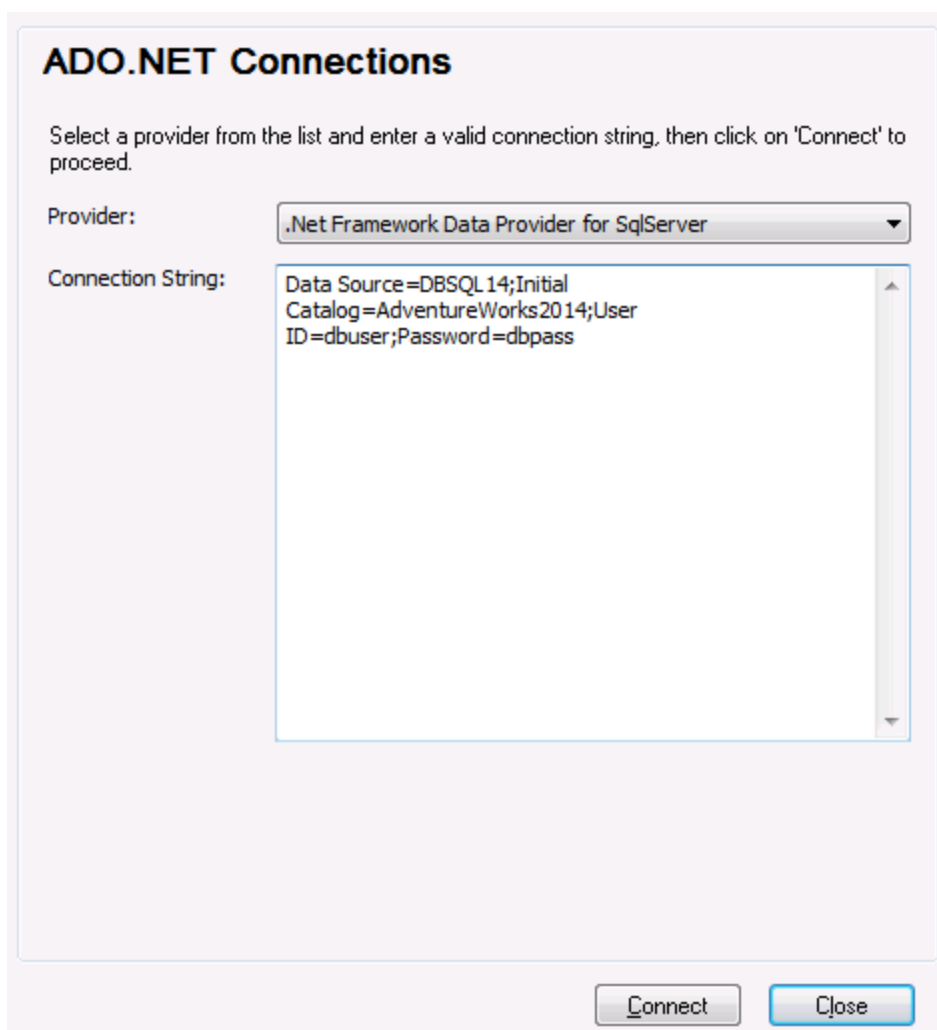 ADO.NET Connections
Select a provider from the list and enter a valid connection string, then click on 'Connect' to
proceed.
Provider:
.Net Framework Data Provider for SqlServer
Connection String:
Data Source=DBSQL14;Initial
Catalog=AdventureWorks2014;User
ID=dbuser;Password=dbpass
Connect
Close